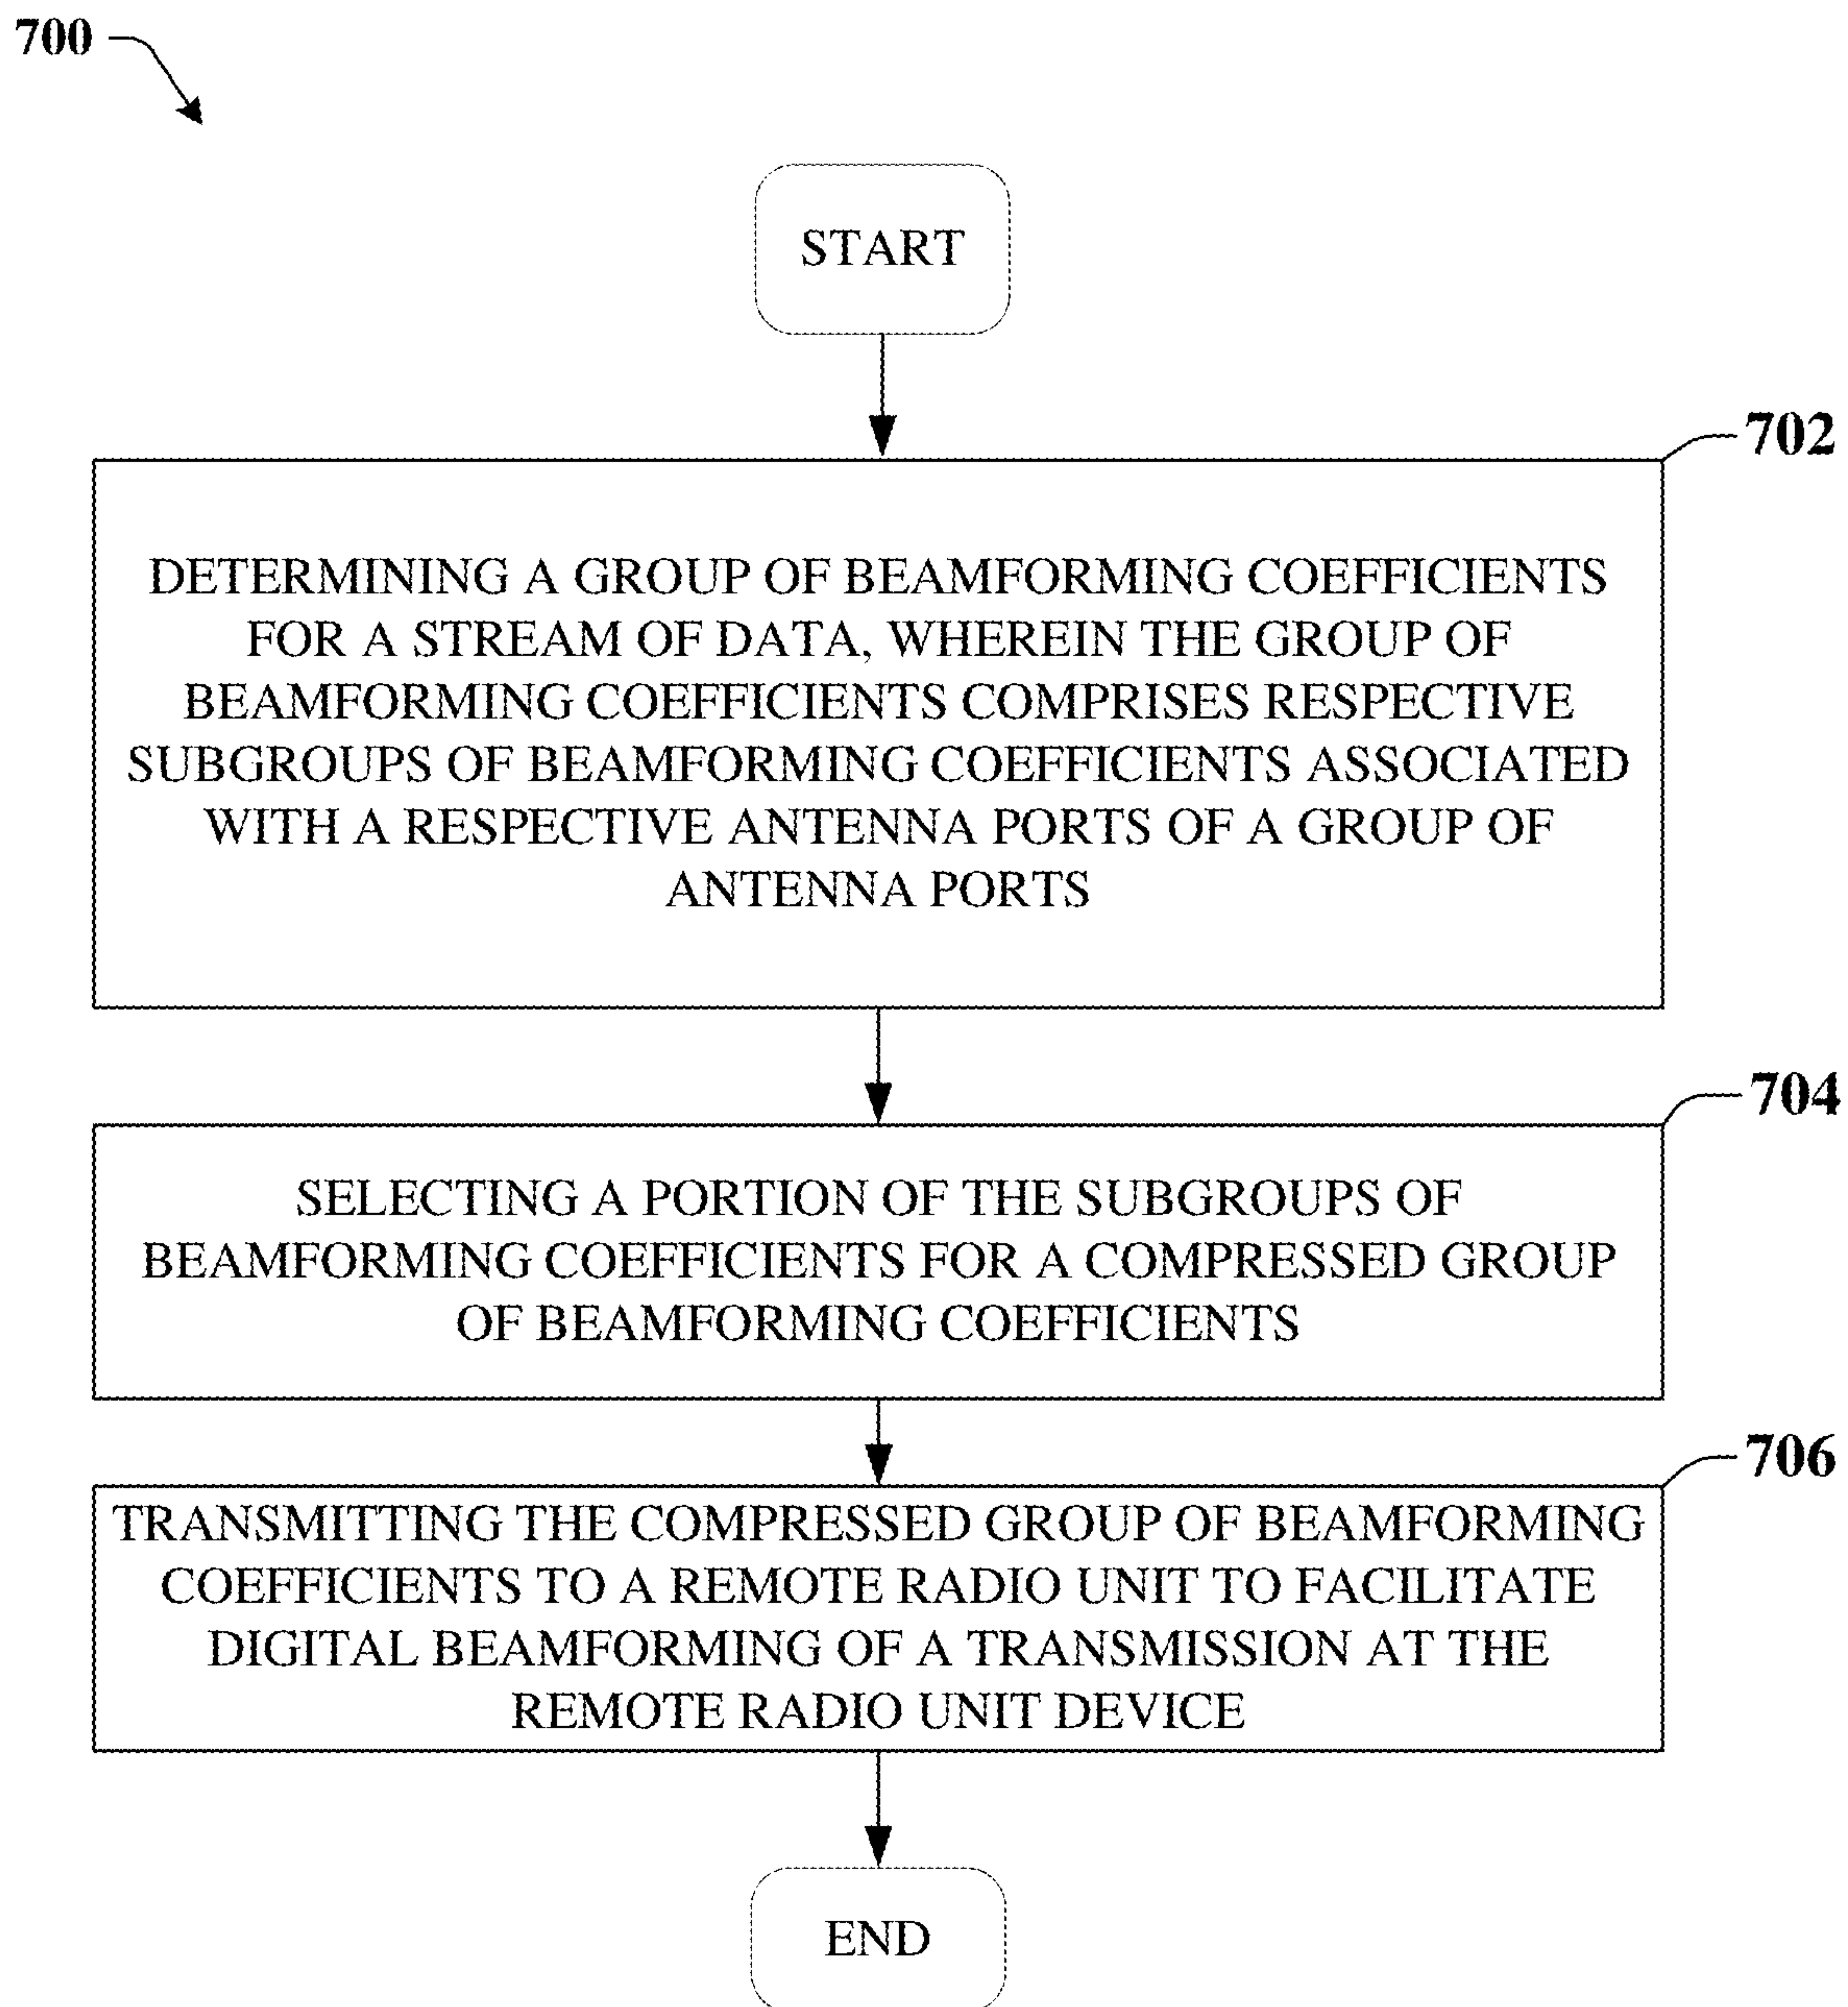 700
START
702
DETERMINING A GROUP OF BEAMFORMING COEFFICIENTS
FOR A STREAM OF DATA, WHEREIN THE GROUP OF
BEAMFORMING COEFFICIENTS COMPRISES RESPECTIVE
SUBGROUPS OF BEAMFORMING COEFFICIENTS ASSOCIATED
WITH A RESPECTIVE ANTENNA PORTS OF A GROUP OF
ANTENNA PORTS
704
SELECTING A PORTION OF THE SUBGROUPS OF
BEAMFORMING COEFFICIENTS FOR A COMPRESSED GROUP
OF BEAMFORMING COEFFICIENTS
706
TRANSMITTING THE COMPRESSED GROUP OF BEAMFORMING
COEFFICIENTS TO A REMOTE RADIO UNIT TO FACILITATE
DIGITAL BEAMFORMING OF A TRANSMISSION AT THE
REMOTE RADIO UNIT DEVICE
END